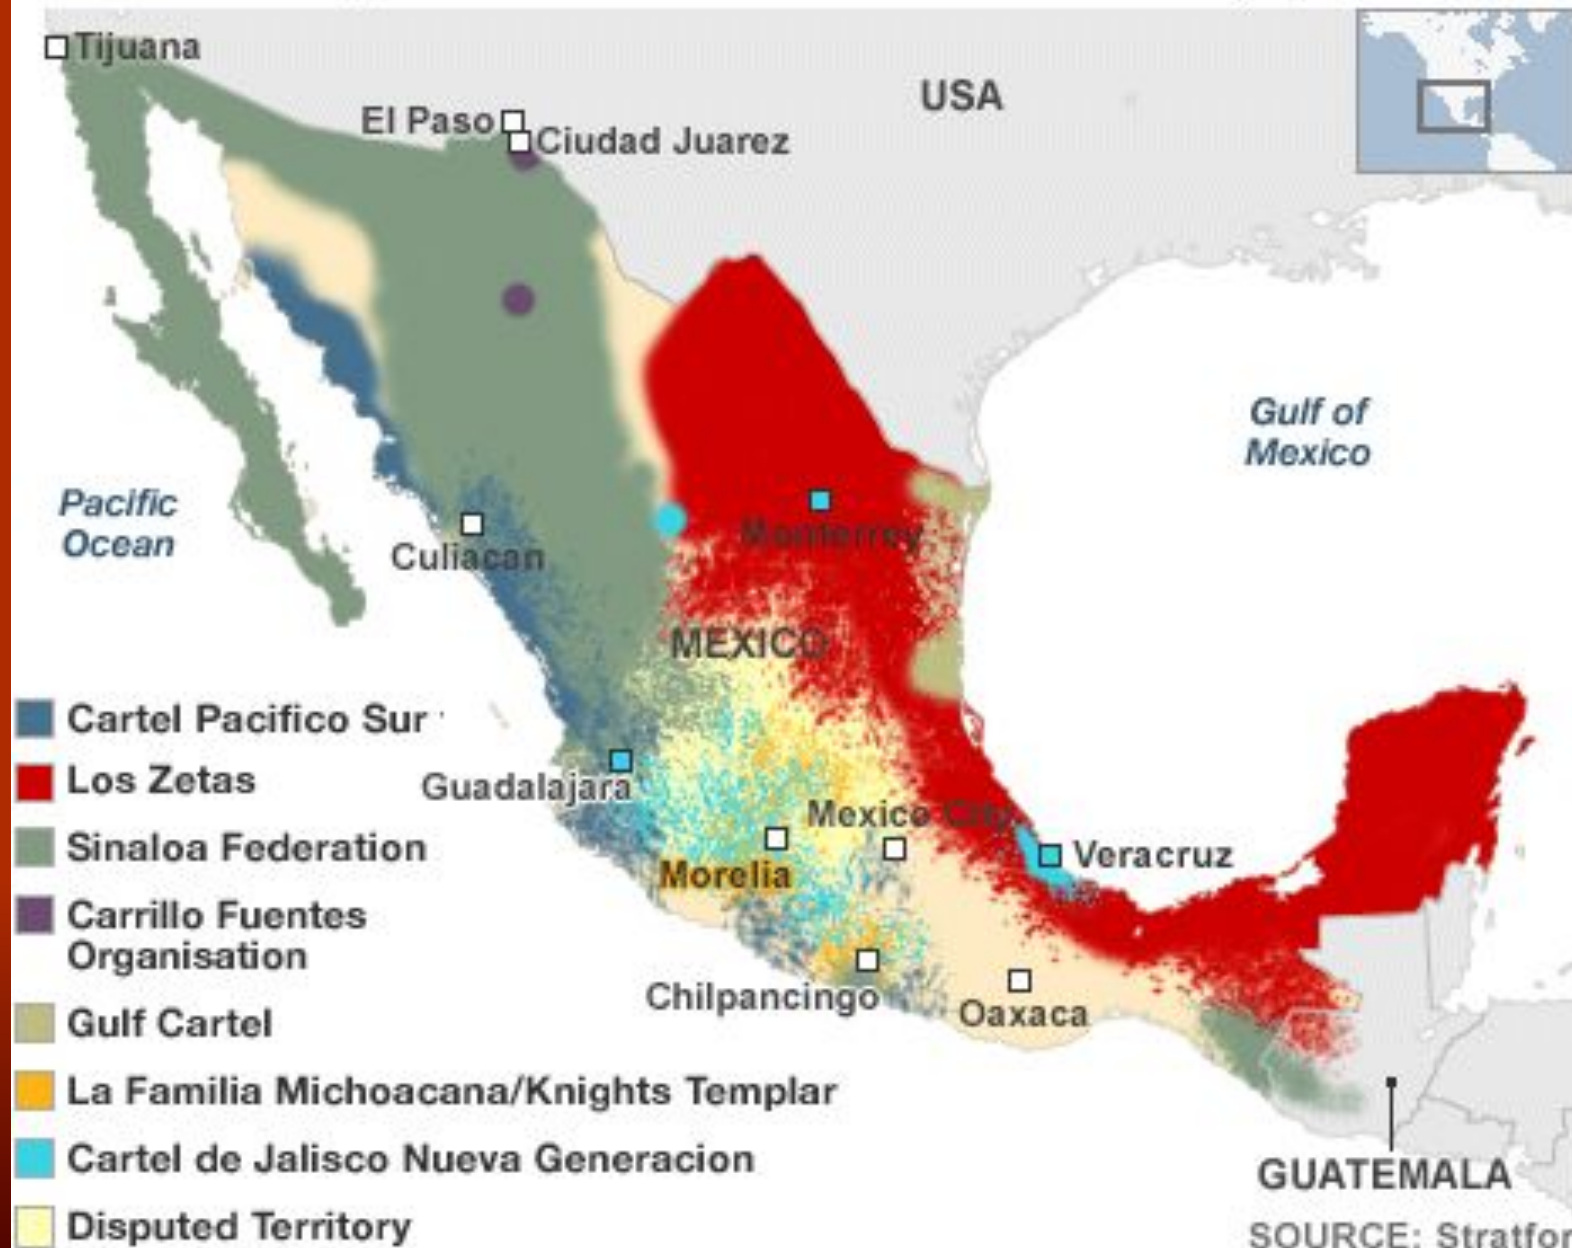 Tijuana
El Paso
Ciudad Juarez
USA
Gulf of
Mexico
Pacific
Ocean
Culiacan
Monterrey
MEXICO
Cartel Pacifico Sur
Los Zetas
Guadalajara
Mexico City
Sinaloa Federation
Morelia
Veracruz
Carrillo Fuentes
Organisation
Chilpancingo
Oaxaca
Gulf Cartel
La Familia Michoacana/Knights Templar
Cartel de Jalisco Nueva Generacion
GUATEMALA
Disputed Territory
SOURCE: Stratfor